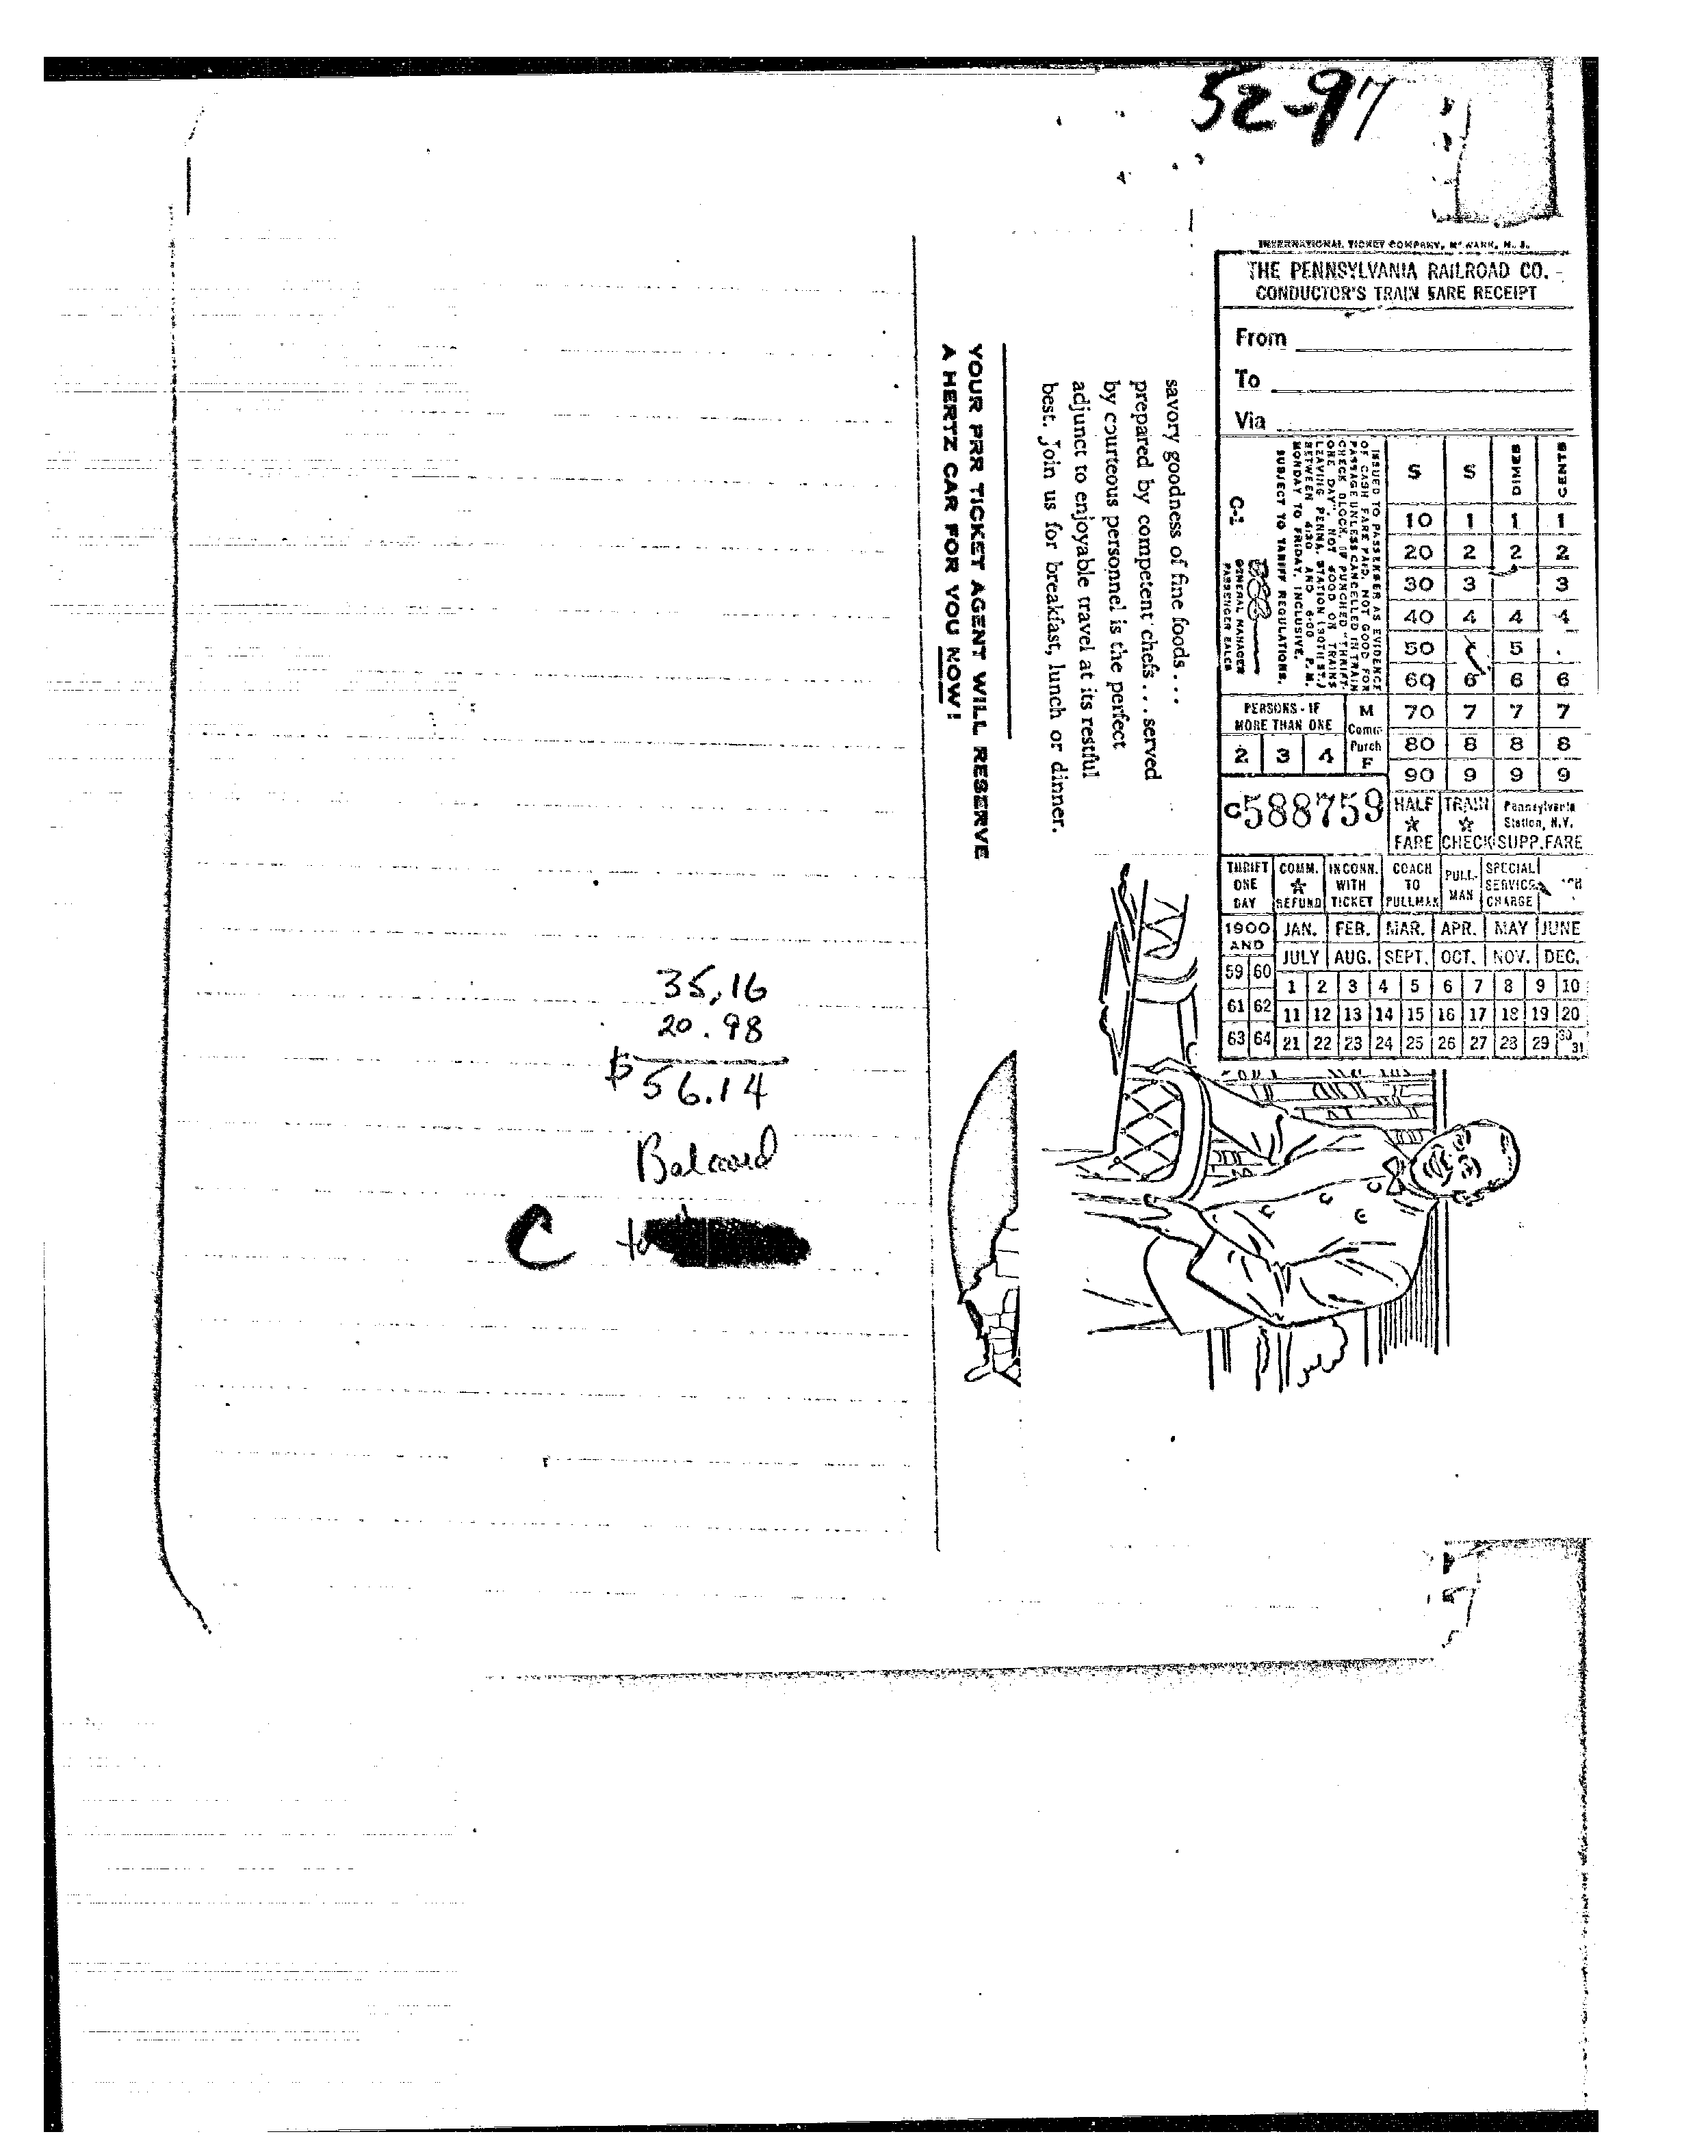 52-97
INTERNATIONAL TICKET COMPANY, NEWARK, N. J.
THE PENNSYLVANIA RAILROAD CO.
CONDUCTOR'S TRAIN FARE RECEIPT
From
To
Via
$ $ DIMES CENTS
10 1 1 1
20 2 2 2
30 3 3
40 4 4 4
50 5
60 6 6 6
70 7 7 7
80 8 8 8
90 9 9 9
ISSUED TO PASSENGER AS EVIDENCE
OF CASH FARE PAID. NOT GOOD FOR
PASSAGE UNLESS CANCELLED IN TRAIN
CHECK BLOCK. IF PUNCHED "THRIFT-
ONE DAY" NOT GOOD ON TRAINS
LEAVING PENNA. STATION (30TH ST.)
BETWEEN 4:30 AND 6:00 P.M.
MONDAY TO FRIDAY, INCLUSIVE.
SUBJECT TO TARIFF REGULATIONS.
C-1
GENERAL MANAGER
PASSENGER SALES
PERSONS - IF
MORE THAN ONE
2 3 4
M
Comm
Purch
F
C588759
HALF
FARE
TRAIN
CHECK
Pennsylvania
Station, N.Y.
SUPP. FARE
THRIFT
ONE
DAY
COMM.
REFUND
INCONN.
WITH
TICKET
COACH
TO
PULLMAN
PULL-
MAN
SPECIAL
SERVICE
CHARGE
1900 JAN. FEB. MAR. APR. MAY JUNE
AND JULY AUG. SEPT. OCT. NOV. DEC.
59 60 1 2 3 4 5 6 7 8 9 10
61 62 11 12 13 14 15 16 17 18 19 20
63 64 21 22 23 24 25 26 27 28 29 30 31
savory goodness of fine foods...
prepared by competent chefs... served
by courteous personnel is the perfect
adjunct to enjoyable travel at its restful
best. Join us for breakfast, lunch or dinner.
YOUR PRR TICKET AGENT WILL RESERVE
A HERTZ CAR FOR YOU NOW!
35.16
20.98
$56.14
C